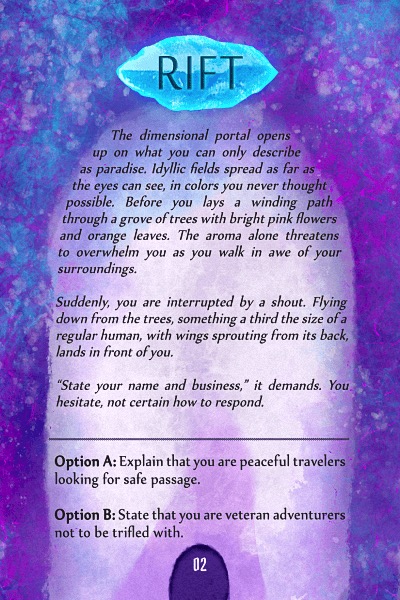 RIFT
The dimensional portal opens
up on what you can only describe
as paradise. Idyllic fields spread as far as
the eyes can see, in colors you never thought
possible. Before you lays a winding path
through a grove of trees with bright pink flowers
and orange leaves. The aroma alone threatens
to overwhelm you as you walk in awe of your
surroundings.
Suddenly, you are interrupted by a shout. Flying
down from the trees, something a third the size of a
regular human, with wings sprouting from its back,
lands in front of you.
“State your name and business,” it demands. You
hesitate, not certain how to respond.
Option A: Explain that you are peaceful travelers
looking for safe passage.
Option B: State that you are veteran adventurers
not to be trifled with.
02